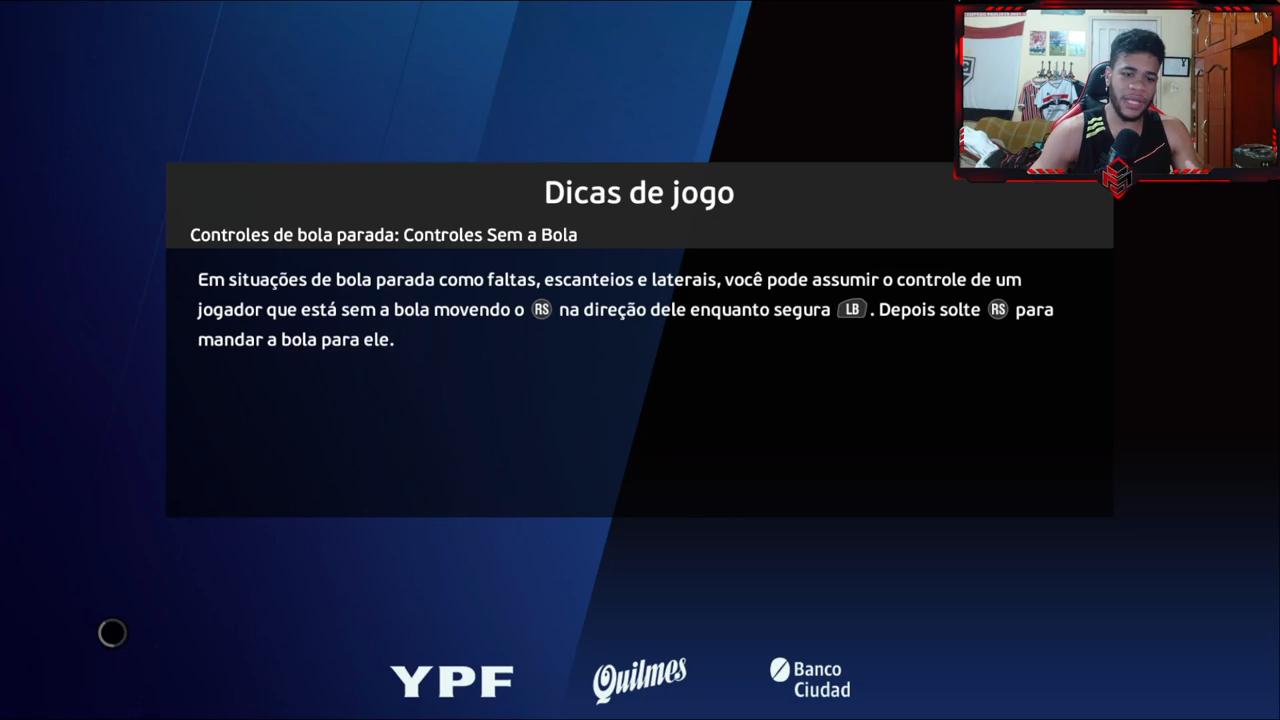 Dicas de jogo
Controles de bola parada: Controles Sem a Bola
Em situações de bola parada como faltas, escanteios e laterais, você pode assumir o controle de um
jogador que está sem a bola movendo o RS na direção dele enquanto segura LB . Depois solte RS para
mandar a bola para ele.
YPF
Quilmes
Banco
Ciudad